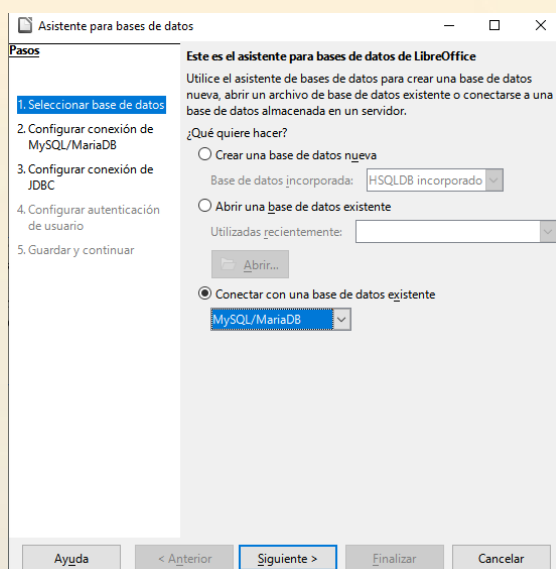 Asistente para bases de datos
Pasos
1. Seleccionar base de datos
2. Configurar conexión de
MySQL/MariaDB
3. Configurar conexión de
JDBC
4. Configurar autenticación
de usuario
5. Guardar y continuar
Este es el asistente para bases de datos de LibreOffice
Utilice el asistente de bases de datos para crear una base de datos
nueva, abrir un archivo de base de datos existente o conectarse a una
base de datos almacenada en un servidor.
¿Qué quiere hacer?
Crear una base de datos nueva
Base de datos incorporada: HSQLDB incorporado
Abrir una base de datos existente
Utilizadas recientemente:
Abrir...
Conectar con una base de datos existente
MySQL/MariaDB
Ayuda < Anterior Siguiente > Finalizar Cancelar